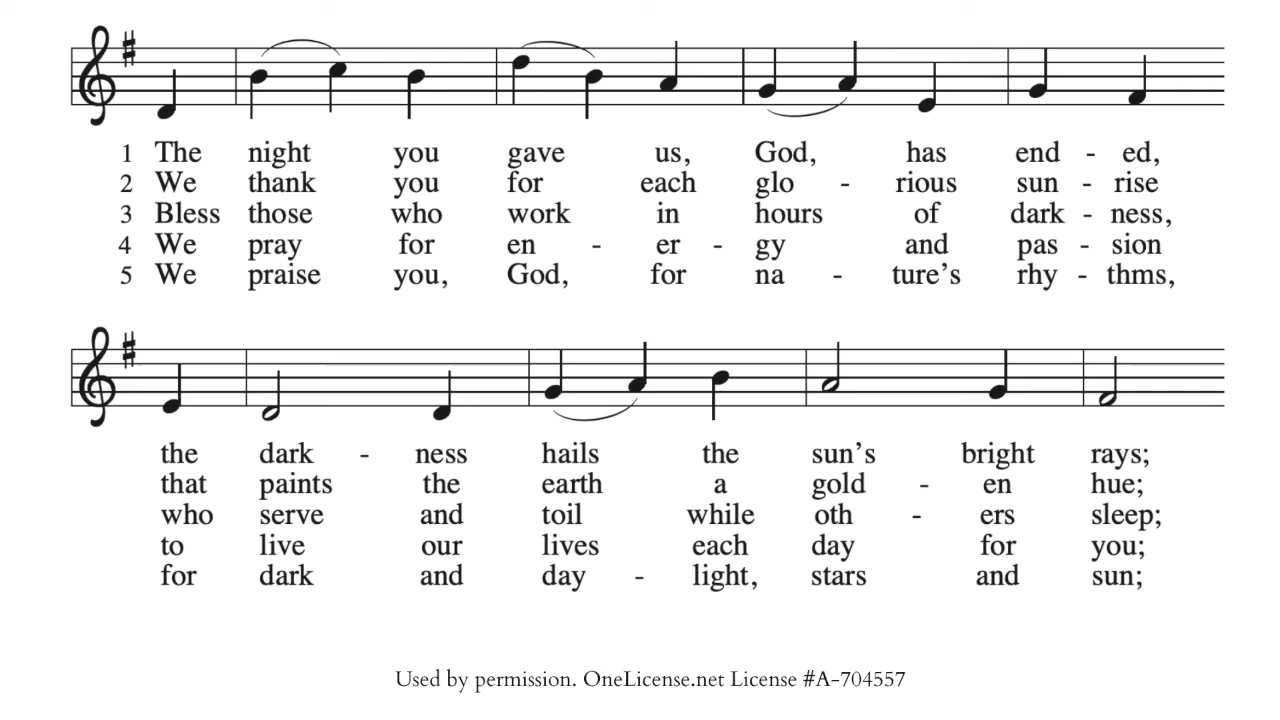 1 The night you gave us, God, has end - ed,
2 We thank you for each glo - rious sun - rise
3 Bless those who work in hours of dark - ness,
4 We pray for en - er - gy and pas - sion
5 We praise you, God, for na - ture's rhy - thms,
the dark - ness hails the sun's bright rays;
that paints the earth a gold - en hue;
who serve and toil while oth - ers sleep;
to live our lives each day for you;
for dark and day - light, stars and sun;
Used by permission. OneLicense.net License #A-704557